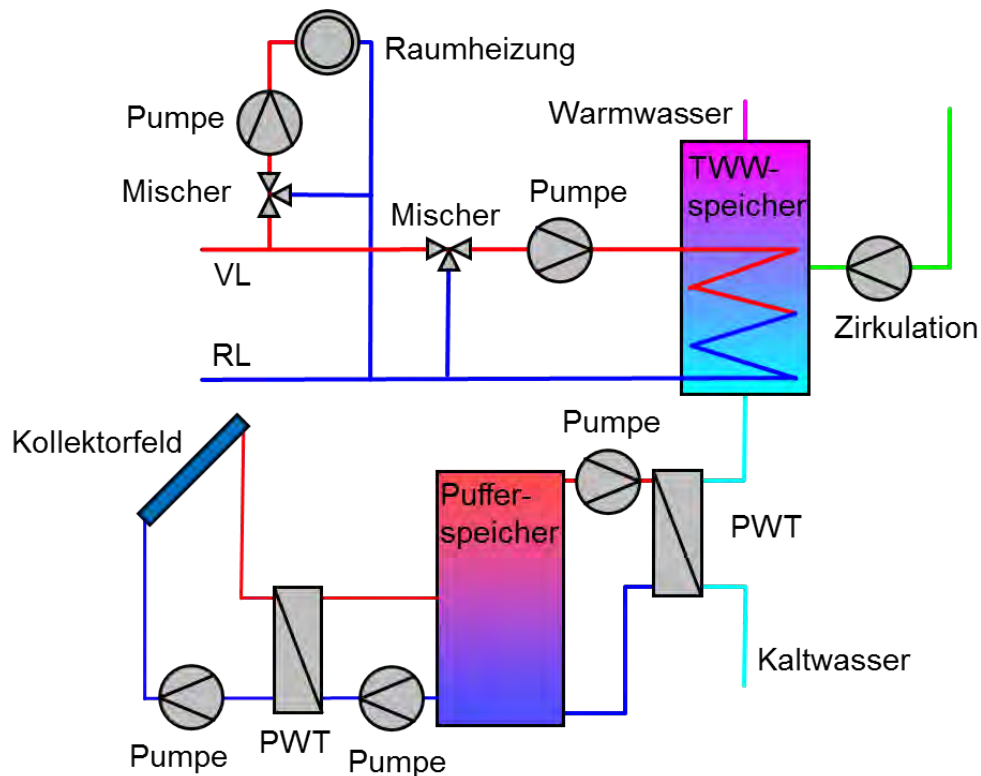 Raumheizung
Pumpe
Warmwasser
Mischer
Mischer
Pumpe
TWW-
speicher
VL
Zirkulation
RL
Kollektorfeld
Pumpe
Puffer-
speicher
PWT
Kaltwasser
Pumpe
PWT
Pumpe